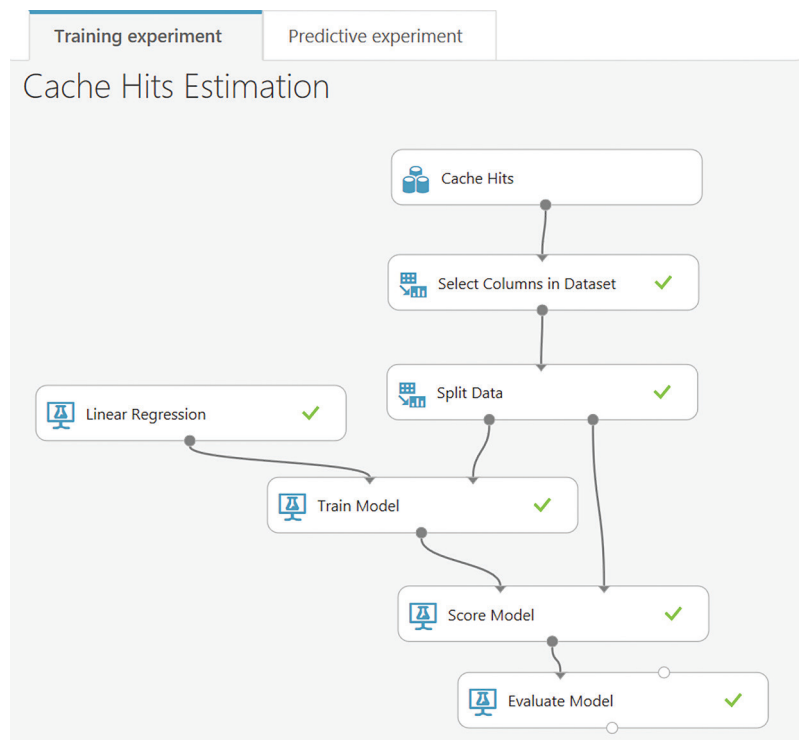 Training experiment
Predictive experiment
Cache Hits Estimation
Cache Hits
Select Columns in Dataset
Split Data
Linear Regression
Train Model
Score Model
Evaluate Model